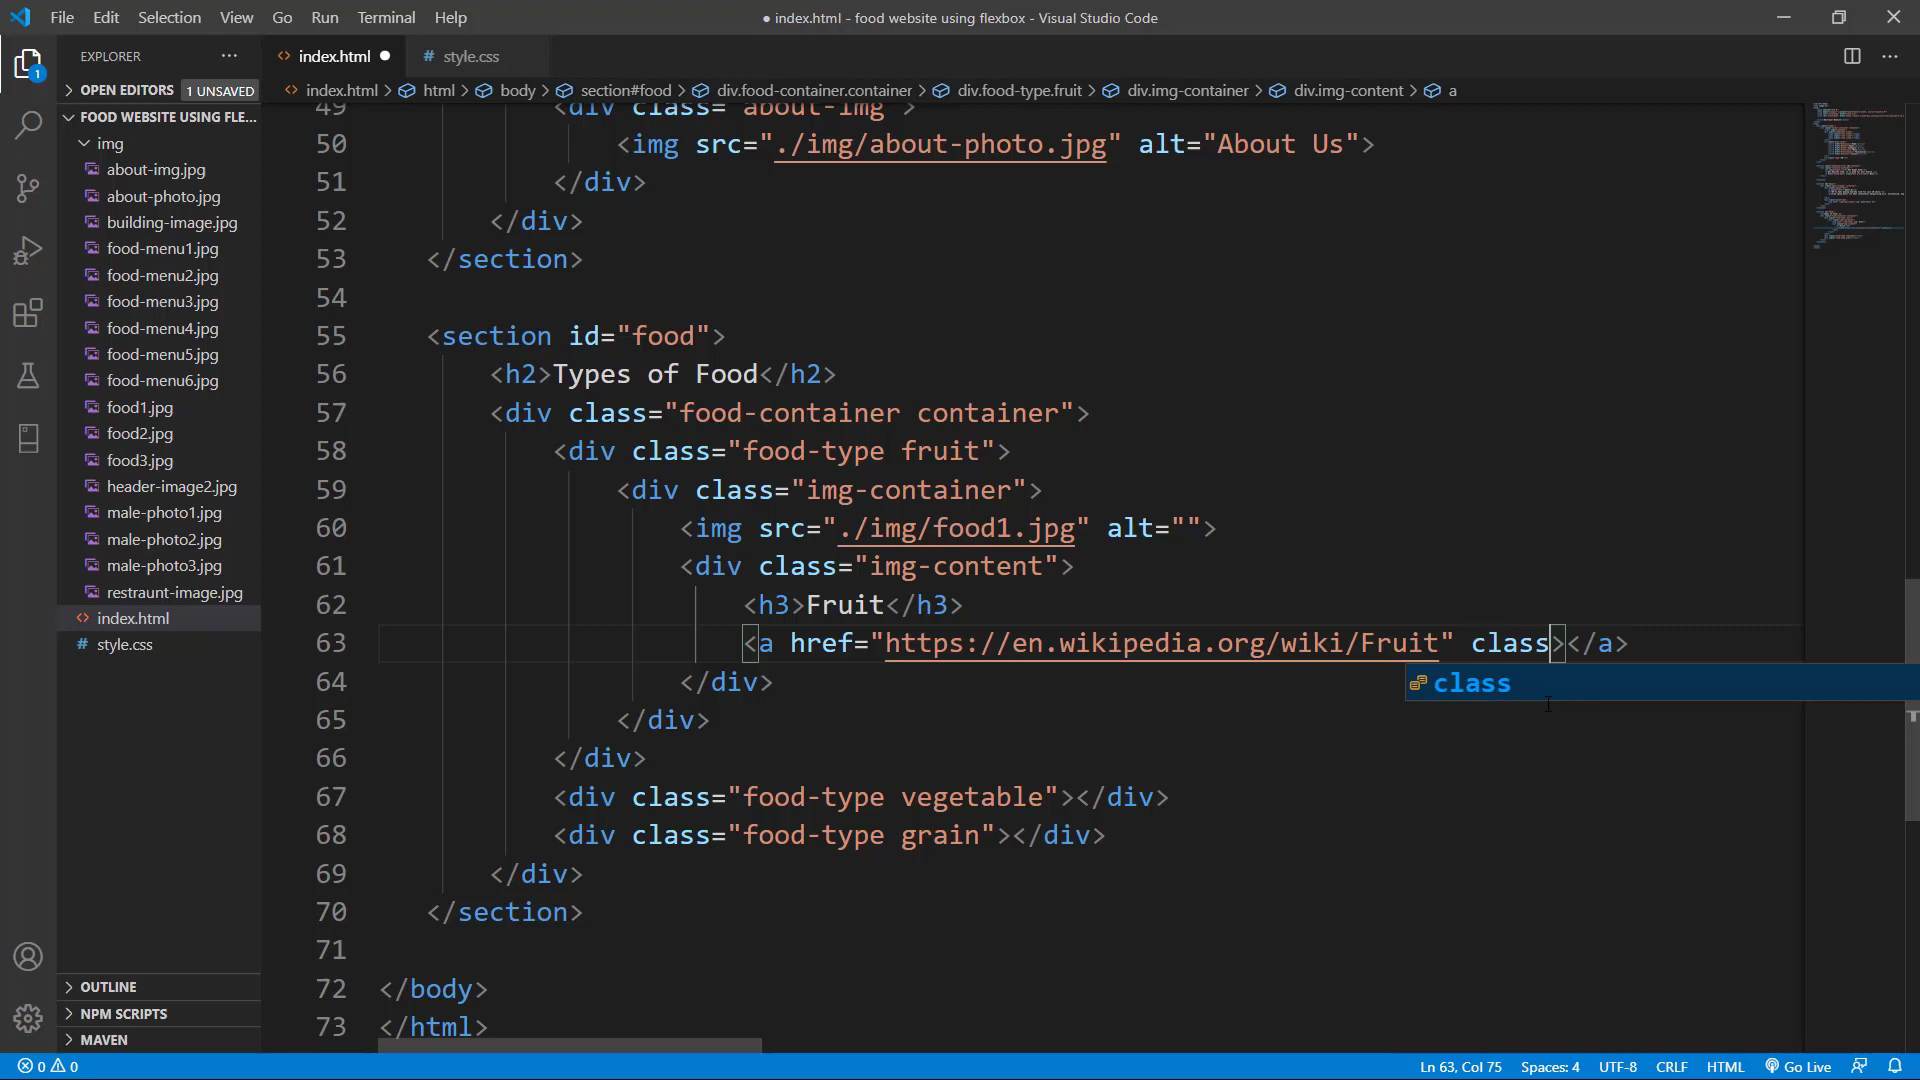 File Edit Selection View Go Run Terminal Help
● index.html - food website using flexbox - Visual Studio Code
EXPLORER
index.html
# style.css
OPEN EDITORS 1 UNSAVED
index.html > html > body > section#food > div.food-container.container > div.food-type.fruit > div.img-container > div.img-content > a
FOOD WEBSITE USING FLE...
img
about-img.jpg
about-photo.jpg
building-image.jpg
food-menu1.jpg
food-menu2.jpg
food-menu3.jpg
food-menu4.jpg
food-menu5.jpg
food-menu6.jpg
food1.jpg
food2.jpg
food3.jpg
header-image2.jpg
male-photo1.jpg
male-photo2.jpg
male-photo3.jpg
restraunt-image.jpg
index.html
# style.css
OUTLINE
NPM SCRIPTS
MAVEN
49 <div class="about-img">
50 <img src="./img/about-photo.jpg" alt="About Us">
51 </div>
52 </div>
53 </section>
54
55 <section id="food">
56 <h2>Types of Food</h2>
57 <div class="food-container container">
58 <div class="food-type fruit">
59 <div class="img-container">
60 <img src="./img/food1.jpg" alt="">
61 <div class="img-content">
62 <h3>Fruit</h3>
63 <a href="https://en.wikipedia.org/wiki/Fruit" class></a>
class
64 </div>
65 </div>
66 </div>
67 <div class="food-type vegetable"></div>
68 <div class="food-type grain"></div>
69 </div>
70 </section>
71
72 </body>
73 </html>
1
0 0
Ln 63, Col 75 Spaces: 4 UTF-8 CRLF HTML Go Live